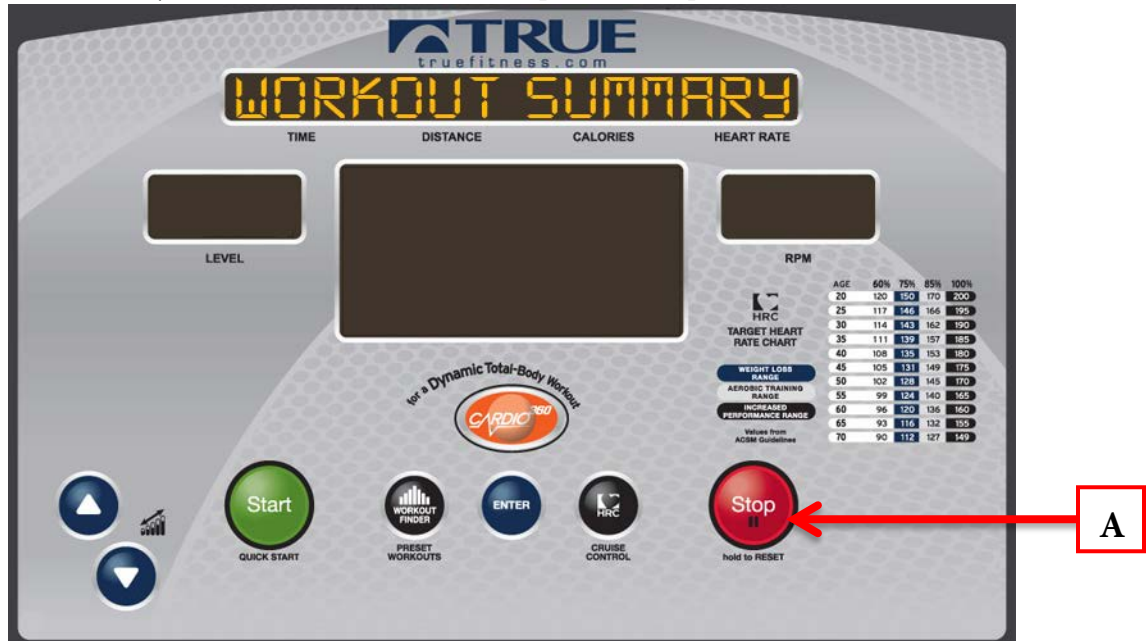 TRUE
truefitness.com
WORKOUT SUMMARY
TIME DISTANCE CALORIES HEART RATE
LEVEL
RPM
HRC
TARGET HEART
RATE CHART
WEIGHT LOSS
RANGE
AEROBIC TRAINING
RANGE
INCREASED
PERFORMANCE RANGE
Values from
ACSM Guidelines
AGE 60% 75% 85% 100%
20 120 150 170 200
25 117 146 166 195
30 114 143 162 190
35 111 139 157 185
40 108 135 153 180
45 105 131 149 175
50 102 128 145 170
55 99 124 140 165
60 96 120 136 160
65 93 116 132 155
70 90 112 127 149
for a Dynamic Total-Body Workout
CARDIO 360
Start
QUICK START
WORKOUT
FINDER
PRESET
WORKOUTS
ENTER
HRC
CRUISE
CONTROL
Stop
hold to RESET
A